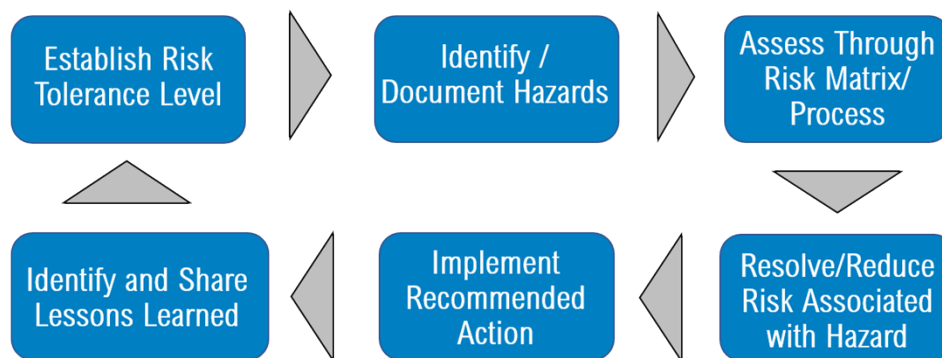 Establish Risk
Tolerance Level
Identify /
Document Hazards
Assess Through
Risk Matrix/
Process
Resolve/Reduce
Risk Associated
with Hazard
Implement
Recommended
Action
Identify and Share
Lessons Learned